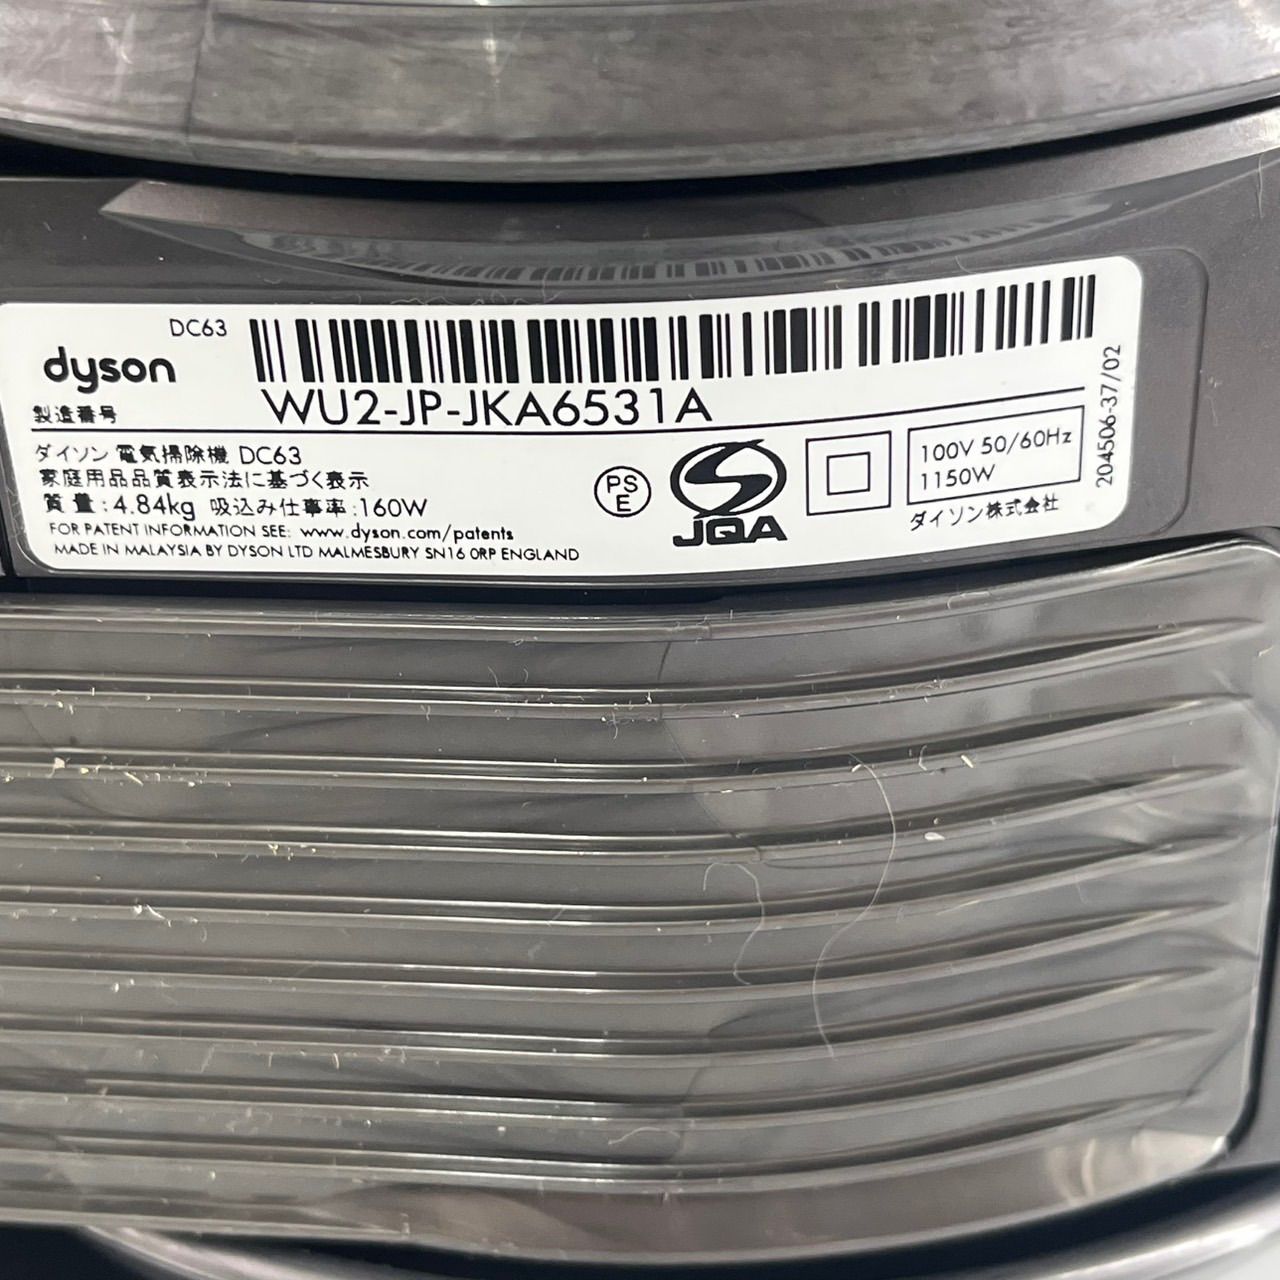 DC63
dyson
製造番号
WU2-JP-JKA6531A
ダイソン 電気掃除機 DC63
家庭用品品質表示法に基づく表示
質量:4.84kg 吸込み仕事率:160W
FOR PATENT INFORMATION SEE: www.dyson.com/patents
MADE IN MALAYSIA BY DYSON LTD MALMESBURY SN16 0RP ENGLAND
PS
E
JQA
100V 50/60Hz
1150W
ダイソン株式会社
204506-37/02